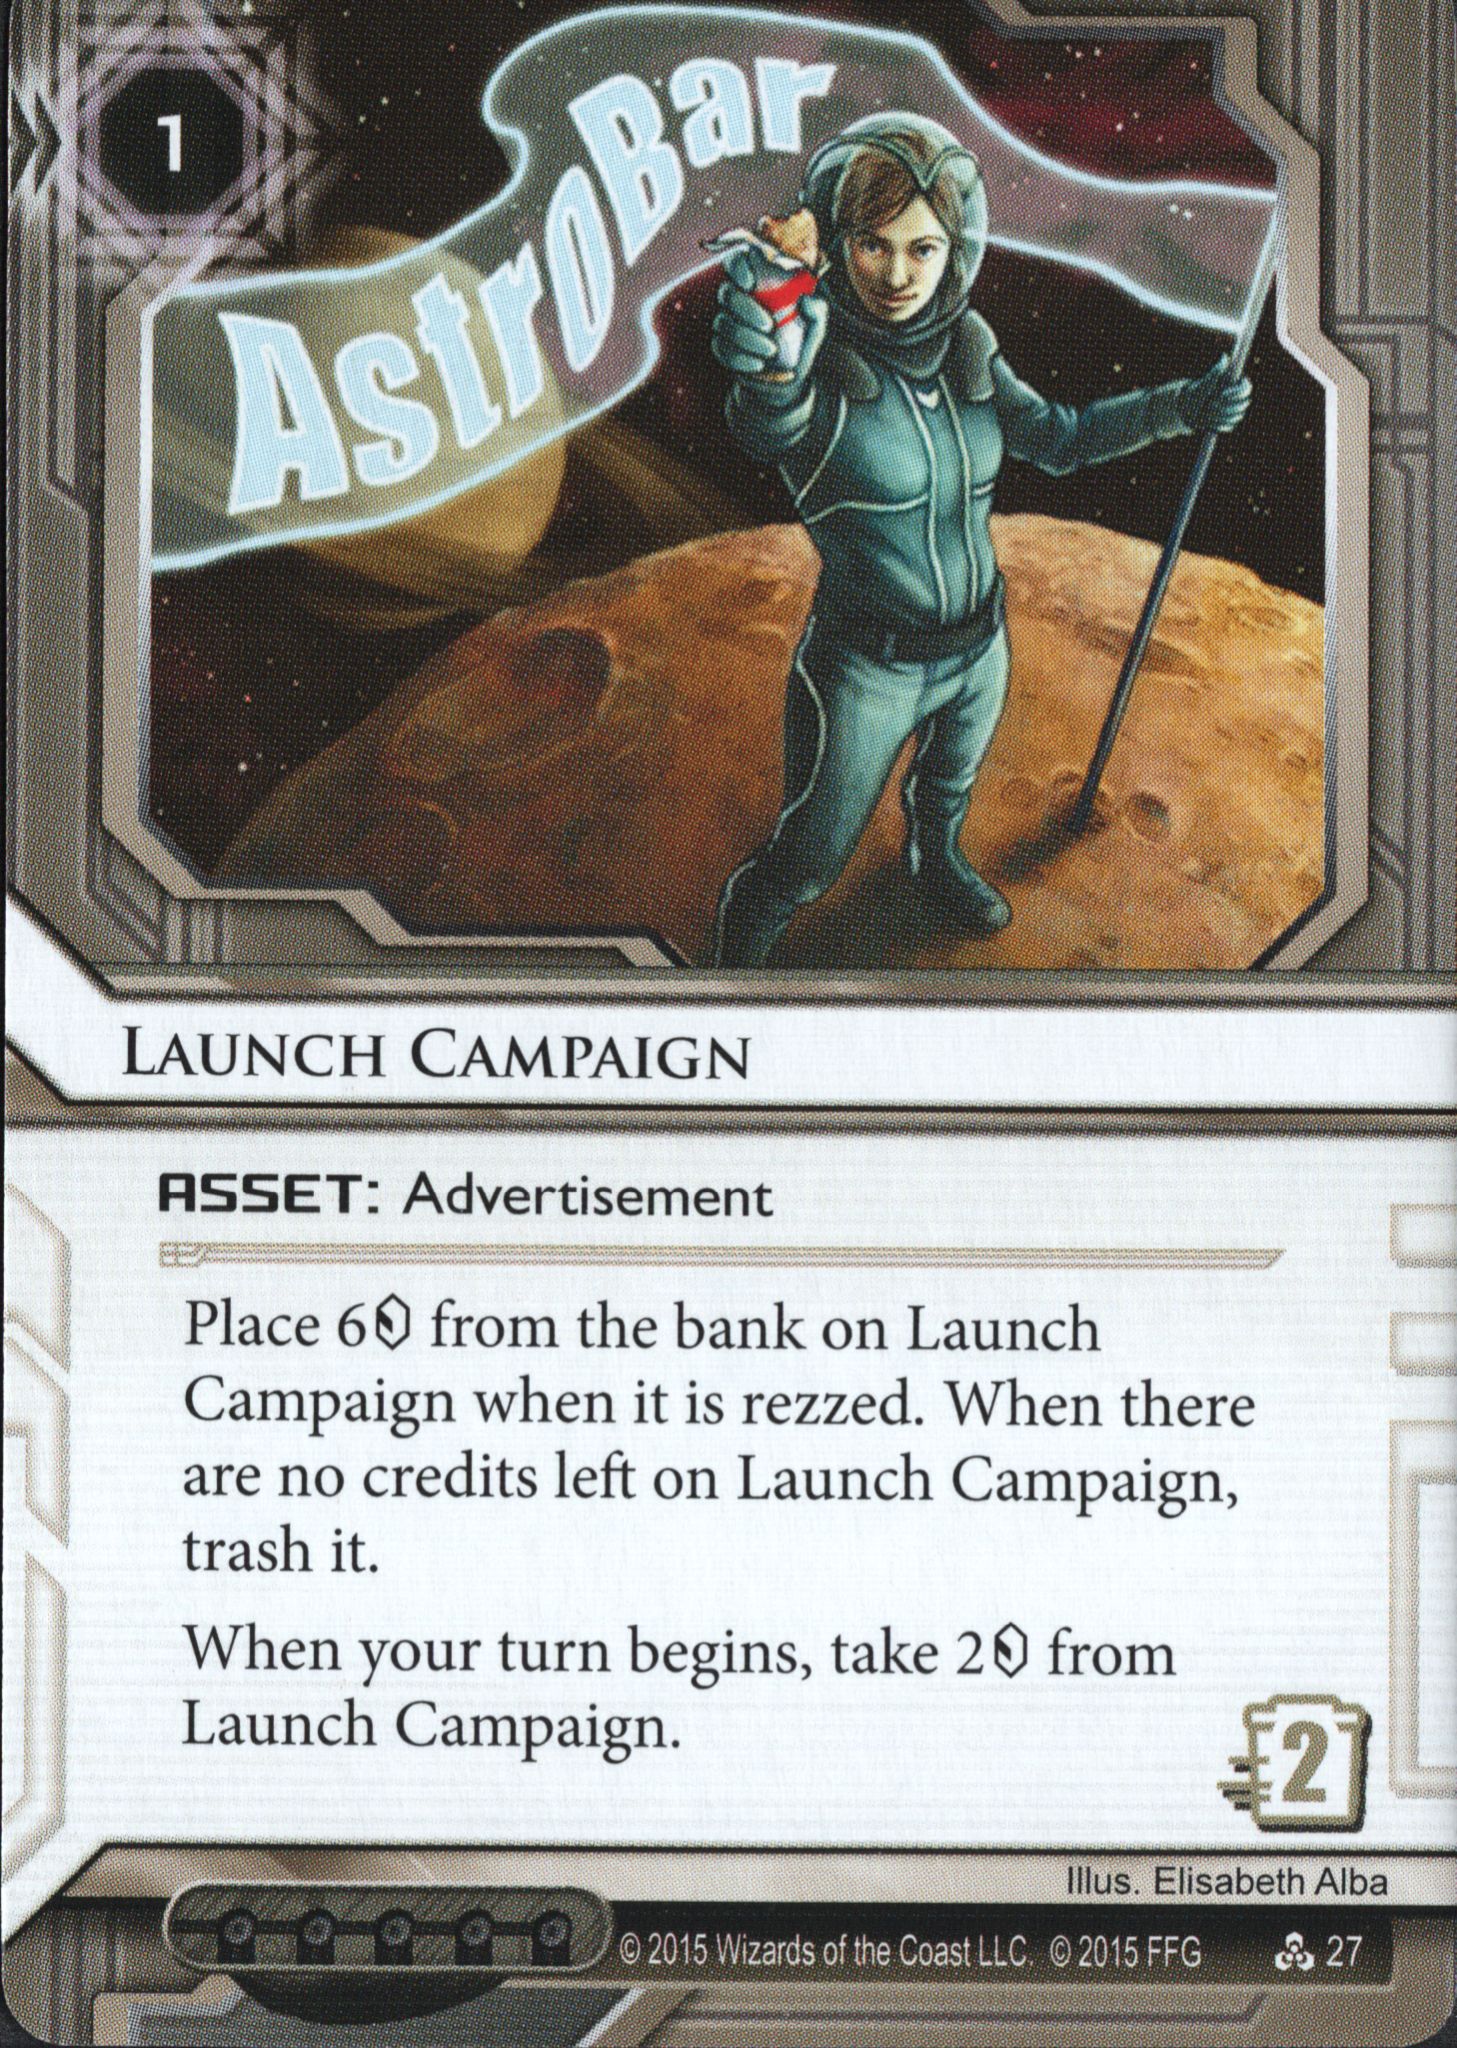 1
AstroBar
LAUNCH CAMPAIGN
ASSET: Advertisement
Place 6 from the bank on Launch
Campaign when it is rezzed. When there
are no credits left on Launch Campaign,
trash it.
When your turn begins, take 2 from
Launch Campaign.
2
Illus. Elisabeth Alba
© 2015 Wizards of the Coast LLC. © 2015 FFG 27